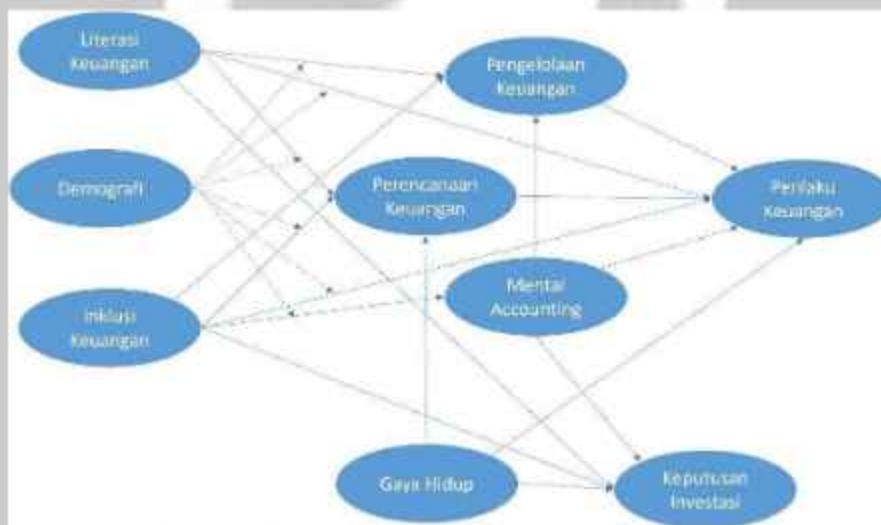 Literasi
Keuangan
Pengelolaan
Keuangan
Demografi
Perencanaan
Keuangan
Perilaku
Keuangan
Inklusi
Keuangan
Mental
Accounting
Gaya Hidup
Keputusan
Investasi